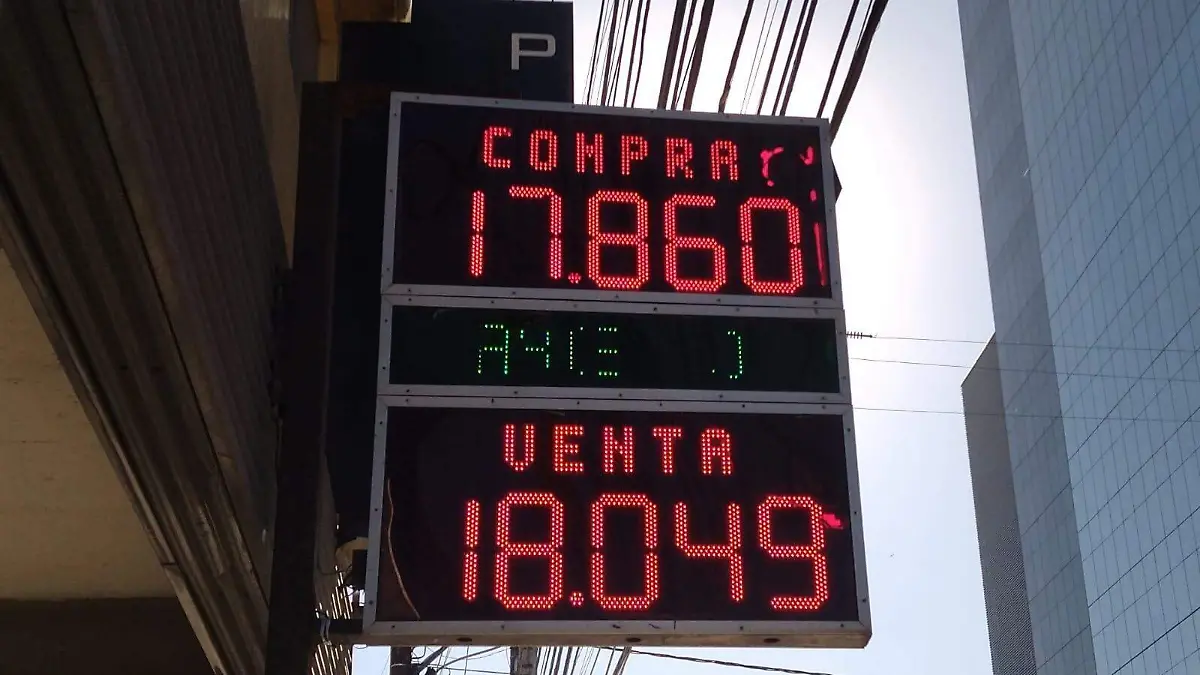 P
COMPRA
17.860
VENTA
18.049